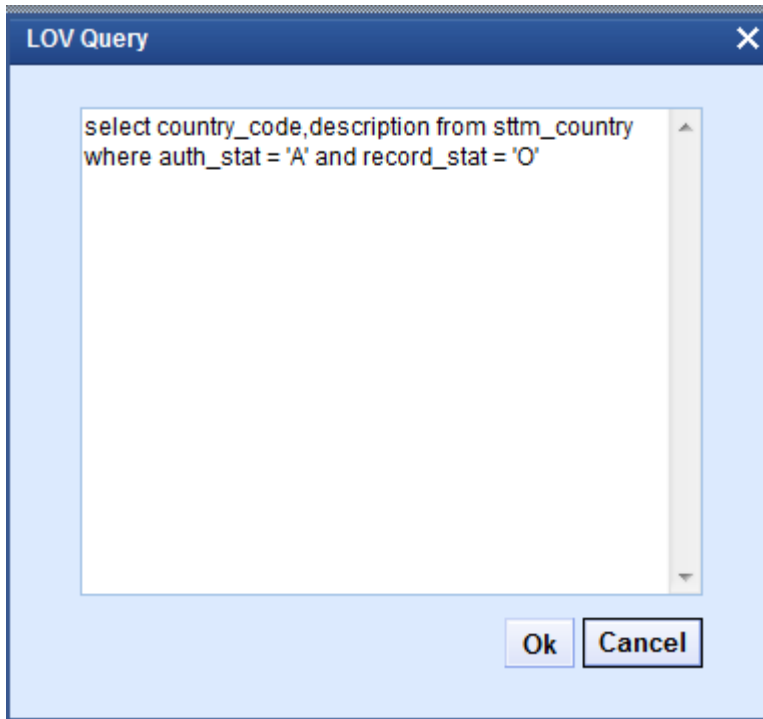 LOV Query
select country_code,description from sttm_country
where auth_stat = 'A' and record_stat = 'O'
Ok Cancel